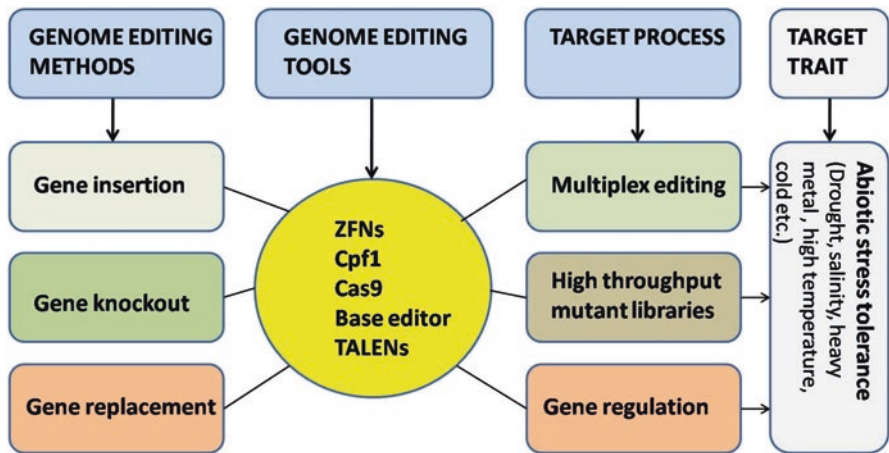 GENOME EDITING
METHODS
GENOME EDITING
TOOLS
TARGET PROCESS
TARGET
TRAIT
Gene insertion
Gene knockout
Gene replacement
ZFNs
Cpf1
Cas9
Base editor
TALENs
Multiplex editing
High throughput
mutant libraries
Gene regulation
Abiotic stress tolerance
(Drought, salinity, heavy
metal , high temperature,
cold etc.)